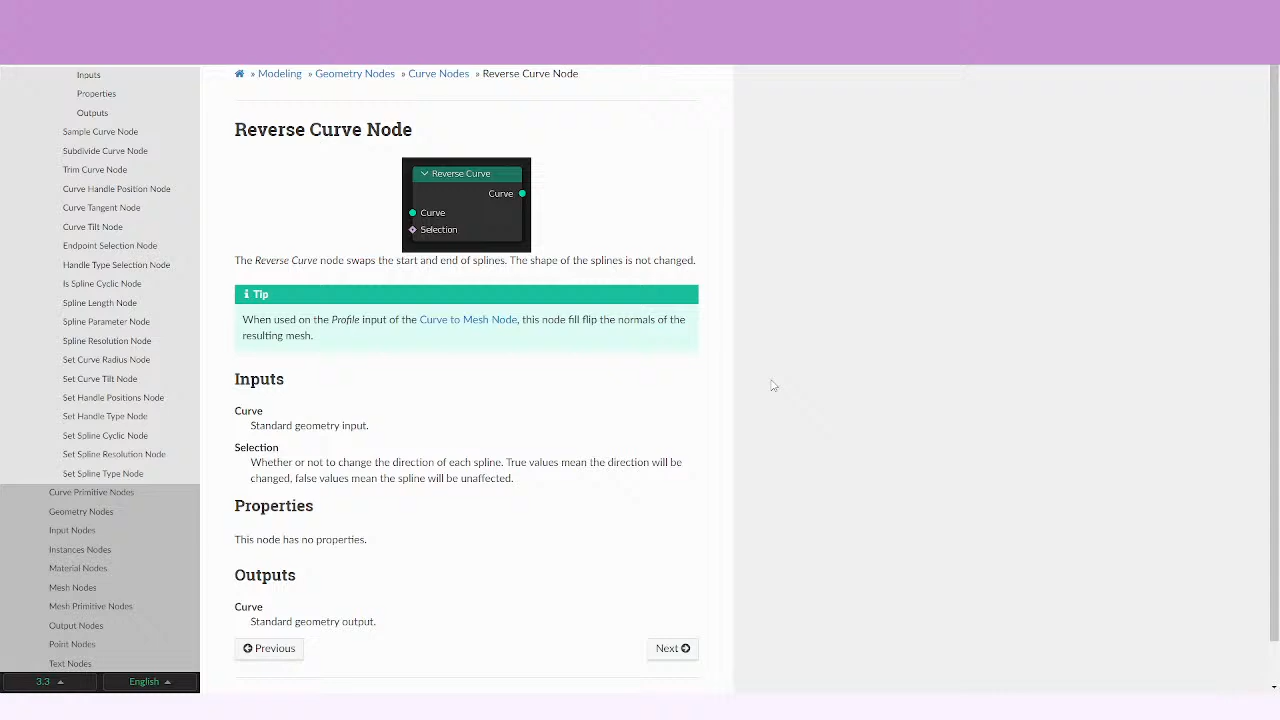 Inputs
Properties
Outputs
Sample Curve Node
Subdivide Curve Node
Trim Curve Node
Curve Handle Position Node
Curve Tangent Node
Curve Tilt Node
Endpoint Selection Node
Handle Type Selection Node
Is Spline Cyclic Node
Spline Length Node
Spline Parameter Node
Spline Resolution Node
Set Curve Radius Node
Set Curve Tilt Node
Set Handle Positions Node
Set Handle Type Node
Set Spline Cyclic Node
Set Spline Resolution Node
Set Spline Type Node
Curve Primitive Nodes
Geometry Nodes
Input Nodes
Instances Nodes
Material Nodes
Mesh Nodes
Mesh Primitive Nodes
Output Nodes
Point Nodes
Text Nodes
3.3 English
» Modeling » Geometry Nodes » Curve Nodes » Reverse Curve Node
Reverse Curve Node
Reverse Curve
Curve
Curve
Selection
The Reverse Curve node swaps the start and end of splines. The shape of the splines is not changed.
Tip
When used on the Profile input of the Curve to Mesh Node, this node fill flip the normals of the
resulting mesh.
Inputs
Curve
Standard geometry input.
Selection
Whether or not to change the direction of each spline. True values mean the direction will be
changed, false values mean the spline will be unaffected.
Properties
This node has no properties.
Outputs
Curve
Standard geometry output.
Previous Next